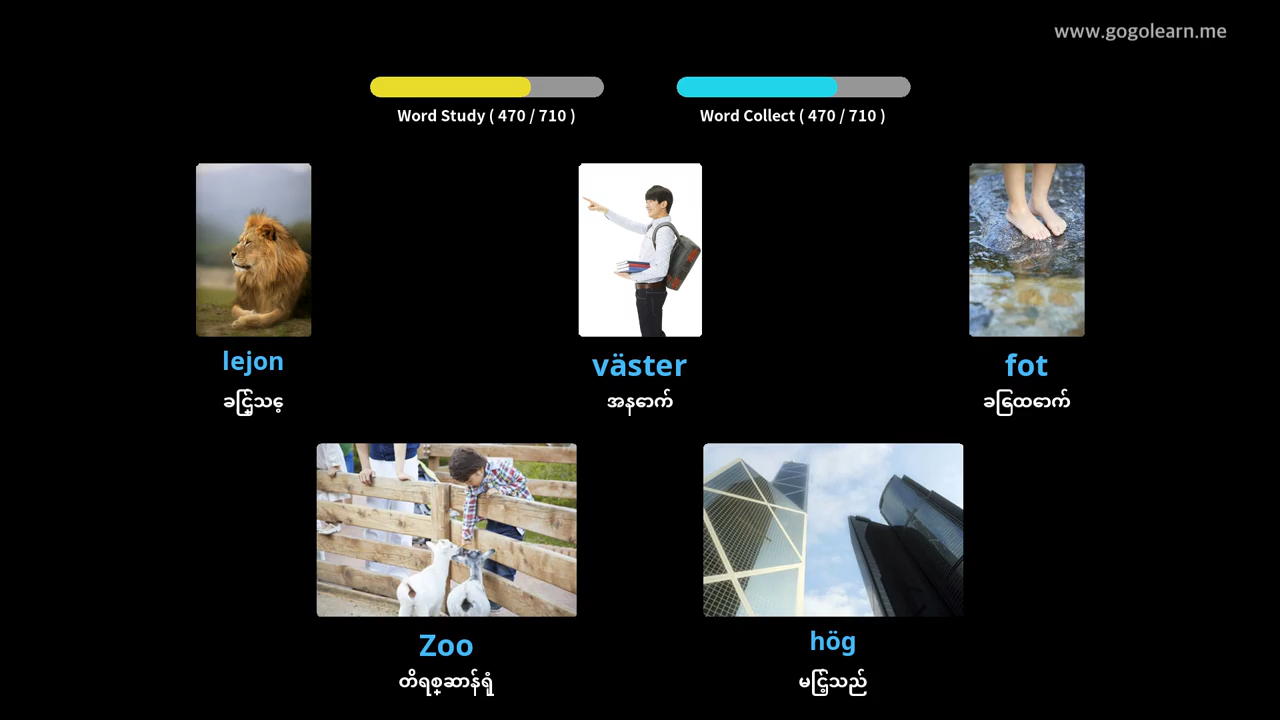 www.gogolearn.me
Word Study ( 470 / 710 )
Word Collect ( 470 / 710 )
lejon
ခြင်္သေ့
väster
အနောက်
fot
ခြေထောက်
Zoo
တိရစ္ဆာန်ရုံ
hög
မြင့်သည်